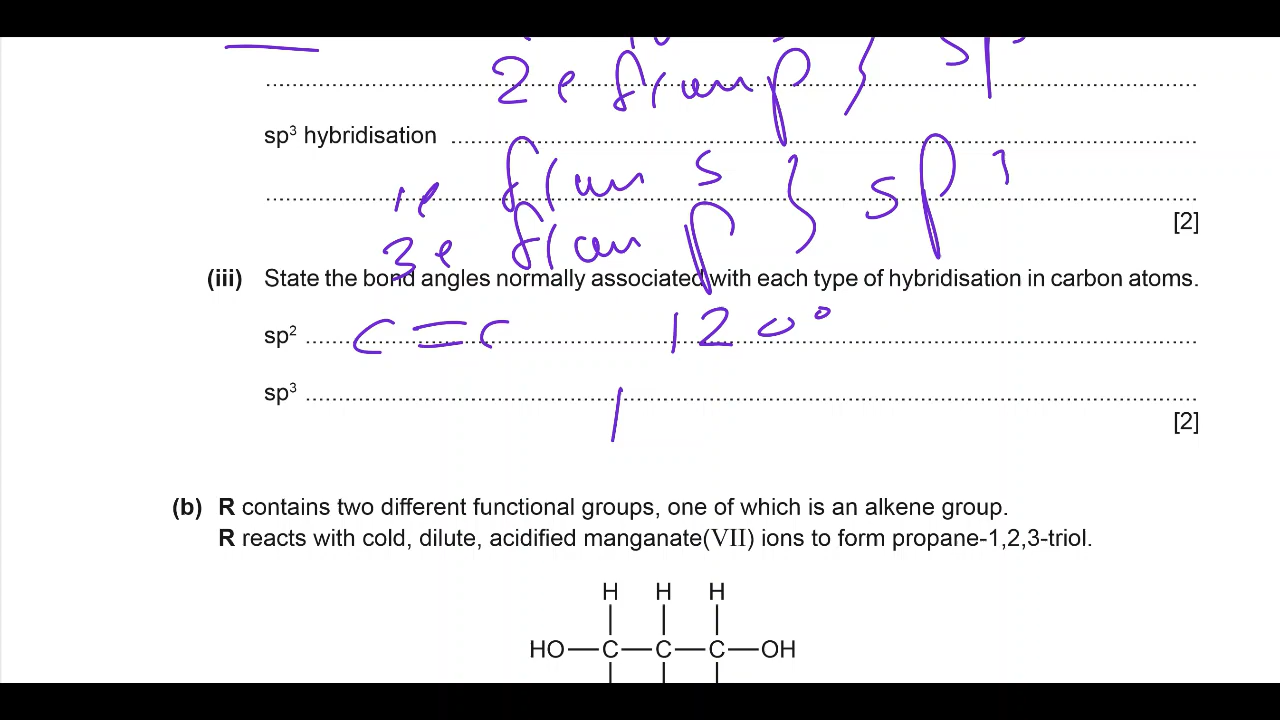 2 e from p } sp
sp³ hybridisation
1e from s } sp³
3e from p
[2]
(iii) State the bond angles normally associated with each type of hybridisation in carbon atoms.
sp² C = C 120°
sp³ 1
[2]
(b) R contains two different functional groups, one of which is an alkene group.
R reacts with cold, dilute, acidified manganate(VII) ions to form propane-1,2,3-triol.
H H H
HO—C—C—C—OH